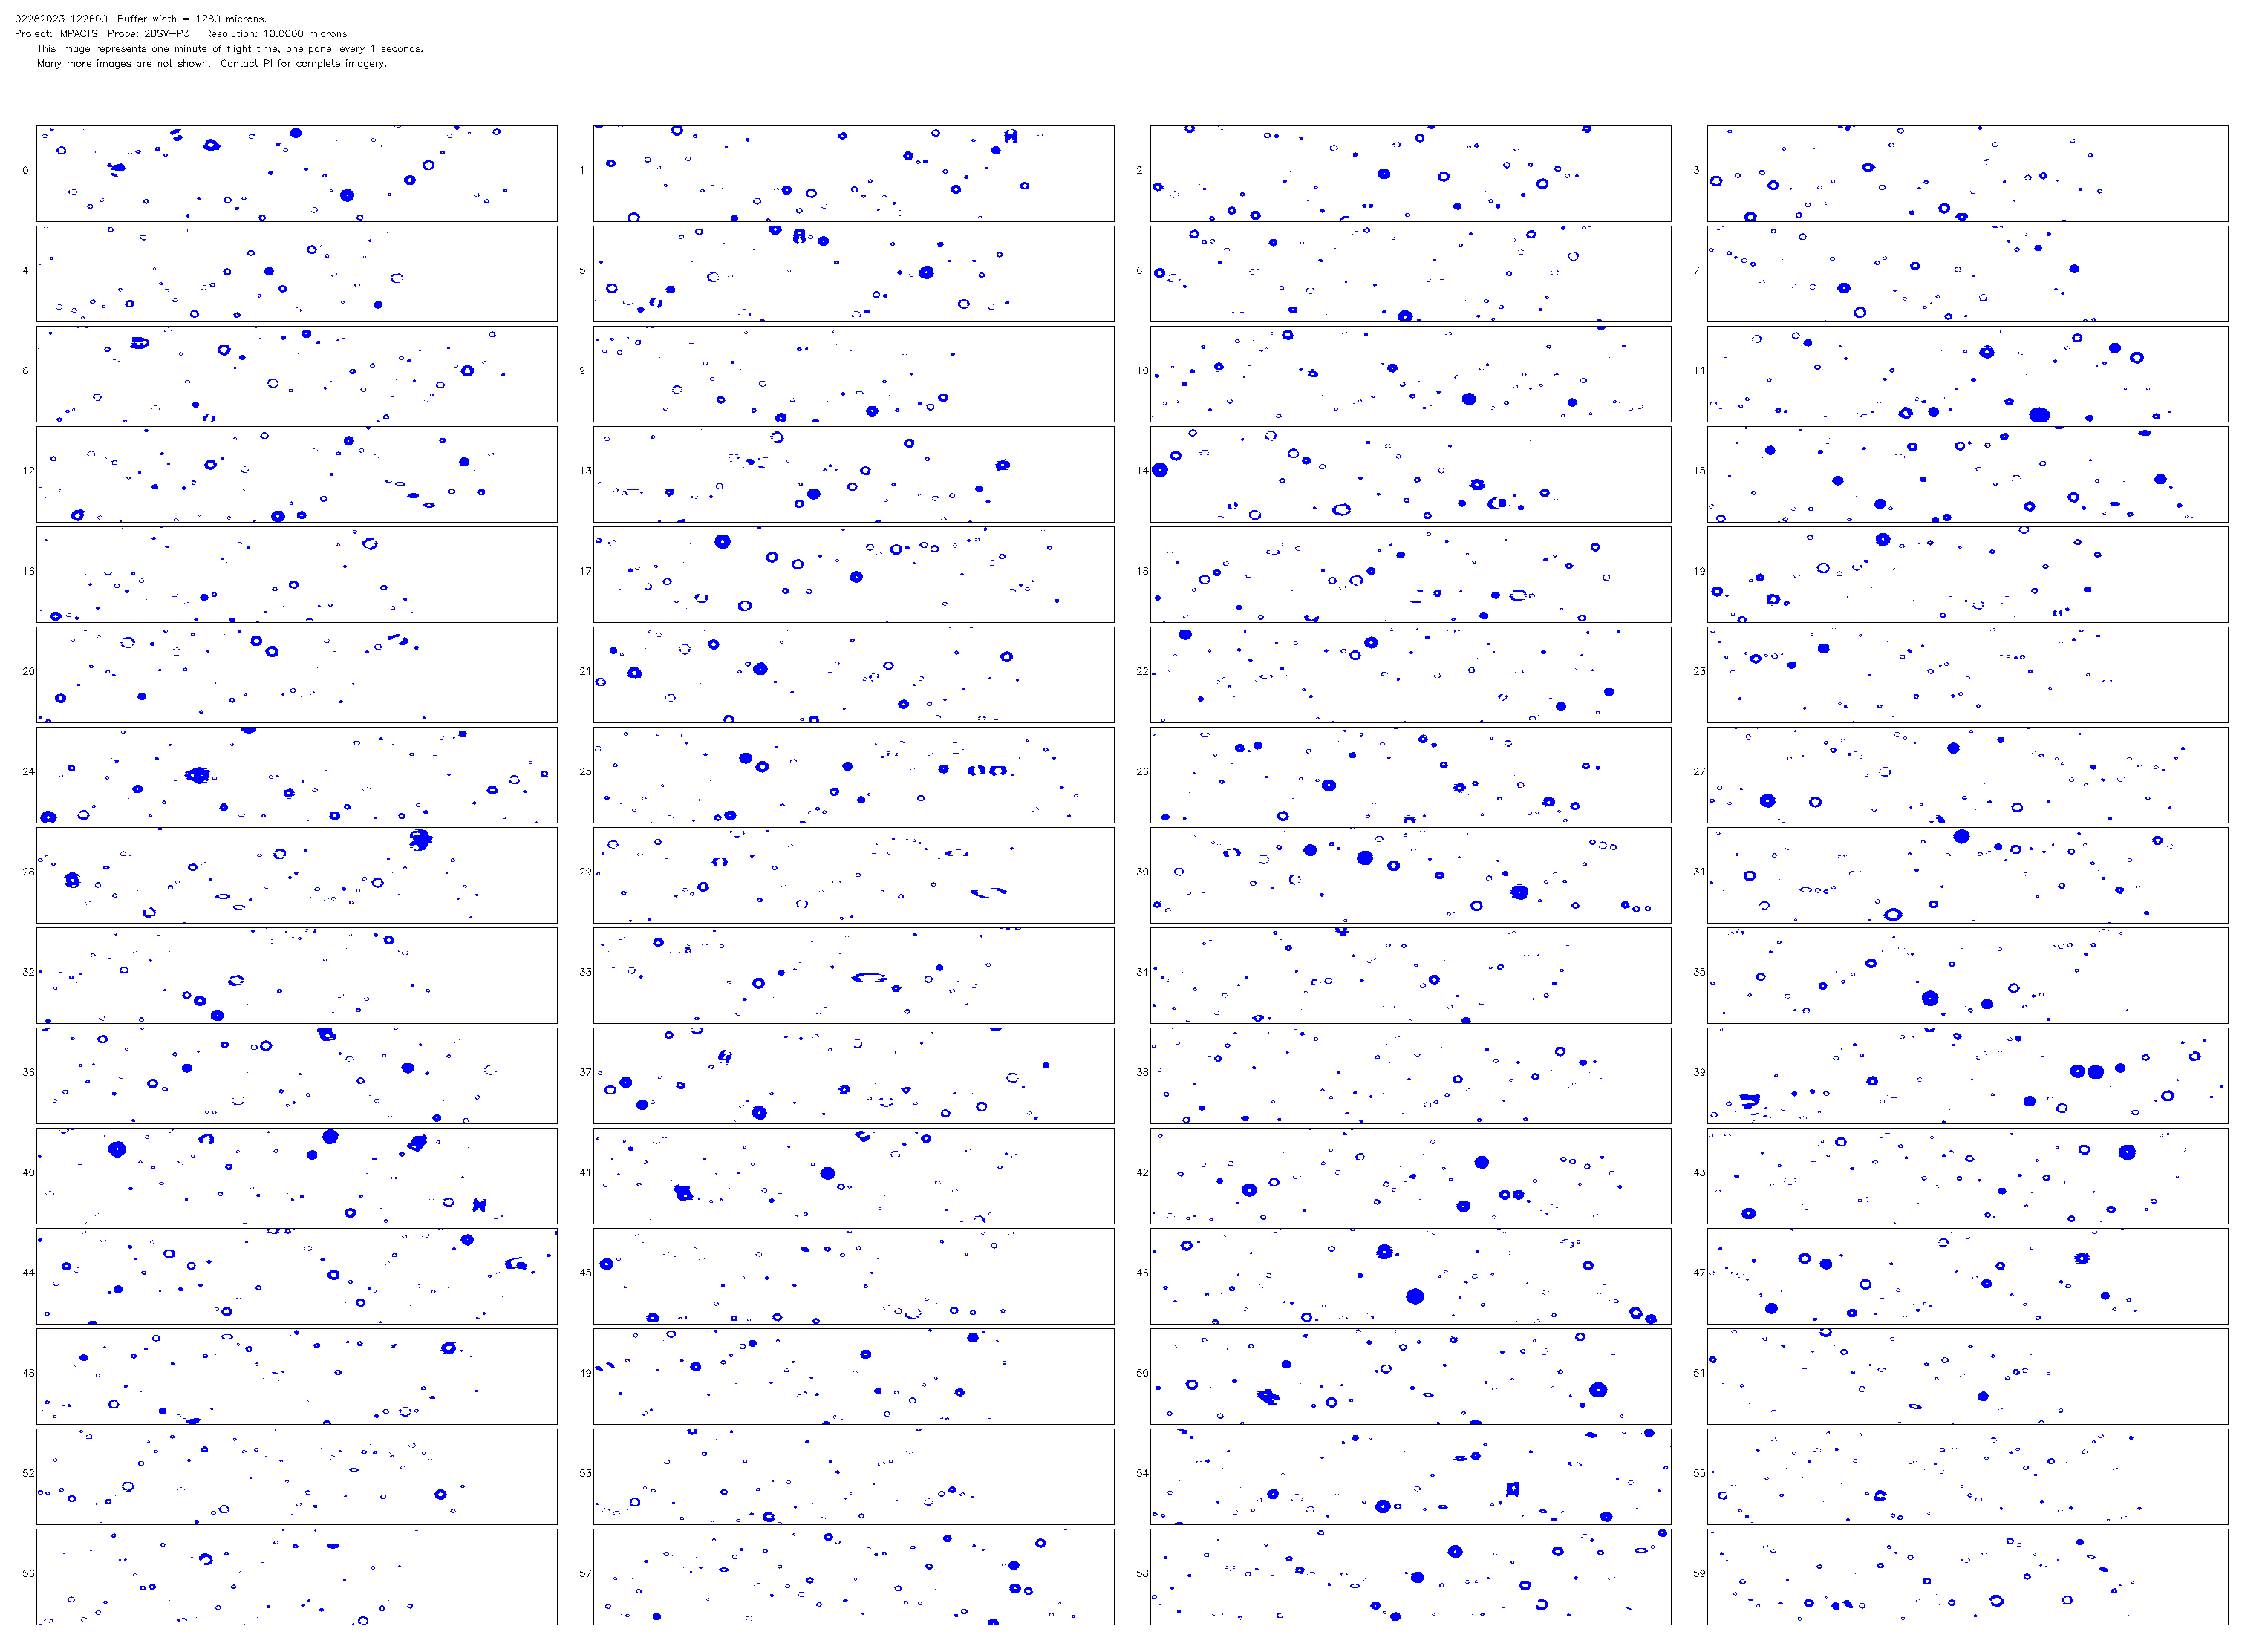 02282023 122600 Buffer width = 1280 microns.
Project: IMPACTS Probe: 2DSV-P3 Resolution: 10.0000 microns
This image represents one minute of flight time, one panel every 1 seconds.
Many more images are not shown. Contact PI for complete imagery.
0 1 2 3
4 5 6 7
8 9 10 11
12 13 14 15
16 17 18 19
20 21 22 23
24 25 26 27
28 29 30 31
32 33 34 35
36 37 38 39
40 41 42 43
44 45 46 47
48 49 50 51
52 53 54 55
56 57 58 59